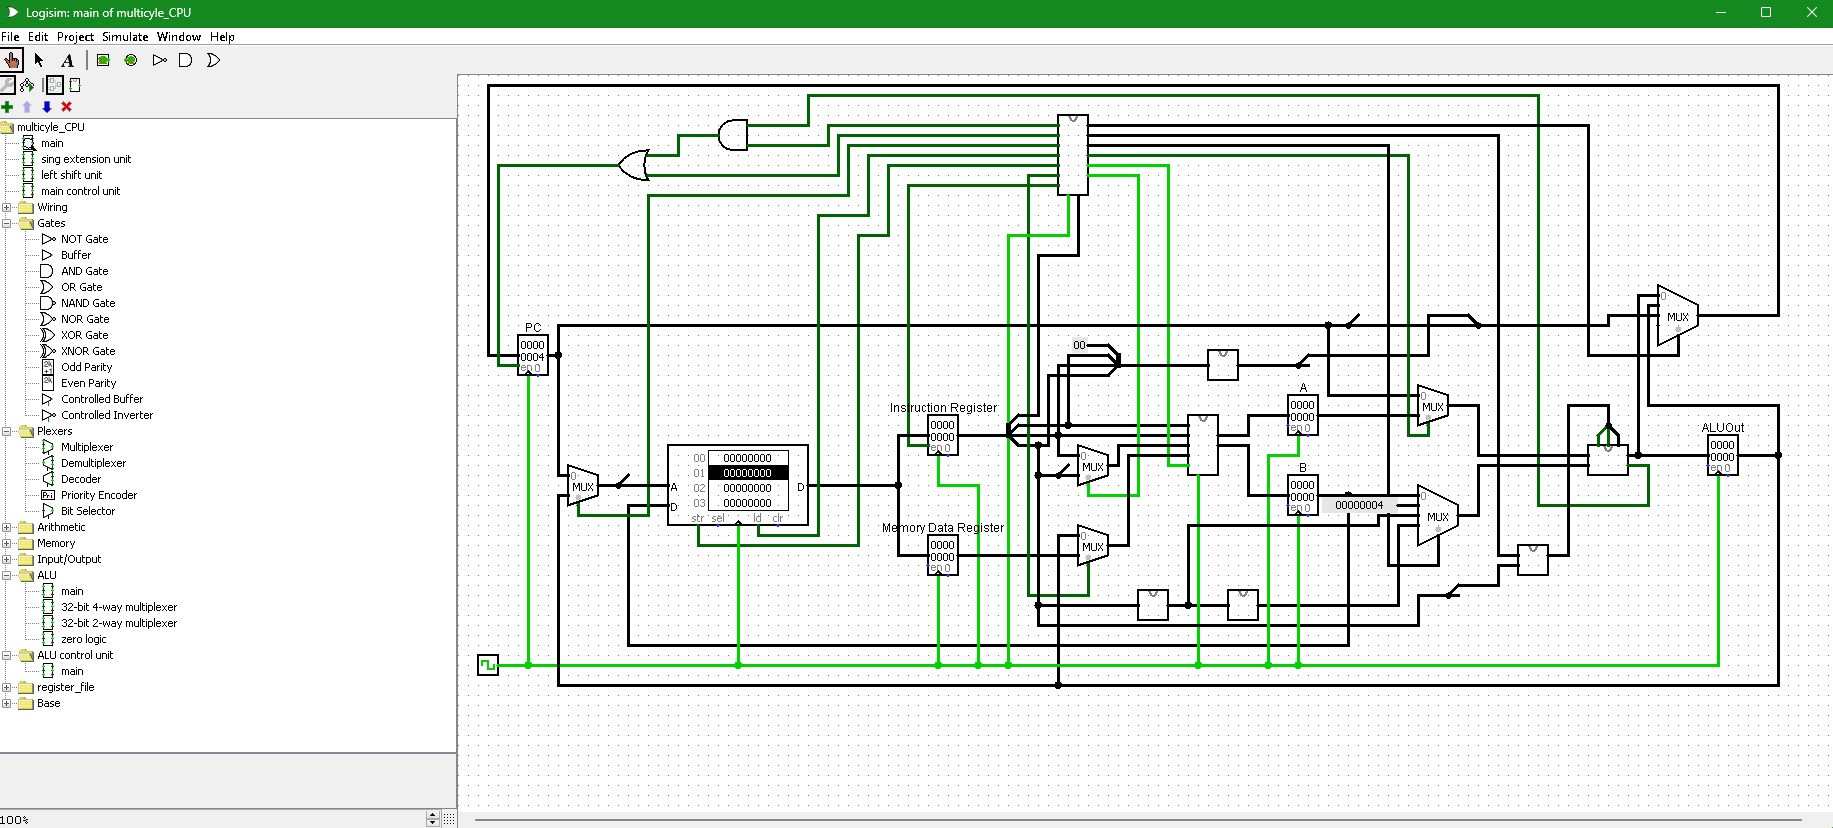 Logisim: main of multicyle_CPU
File Edit Project Simulate Window Help
A
multicyle_CPU
main
sing extension unit
left shift unit
main control unit
Wiring
Gates
NOT Gate
Buffer
AND Gate
OR Gate
NAND Gate
NOR Gate
XOR Gate
XNOR Gate
Odd Parity
Even Parity
Controlled Buffer
Controlled Inverter
Plexers
Multiplexer
Demultiplexer
Decoder
Priority Encoder
Bit Selector
Arithmetic
Memory
Input/Output
ALU
main
32-bit 4-way multiplexer
32-bit 2-way multiplexer
zero logic
ALU control unit
main
register_file
Base
100%
PC
0000
0004
en 0
0
MUX
00 00000000
01 00000000
02 00000000
03 00000000
A
D
D
str sel ld clr
Instruction Register
0000
0000
en 0
Memory Data Register
0000
0000
en 0
00
0
MUX
0
MUX
A
0000
0000
en 0
B
0000
0000
en 0
00000004
0
MUX
0
MUX
0
MUX
ALUOut
0000
0000
en 0